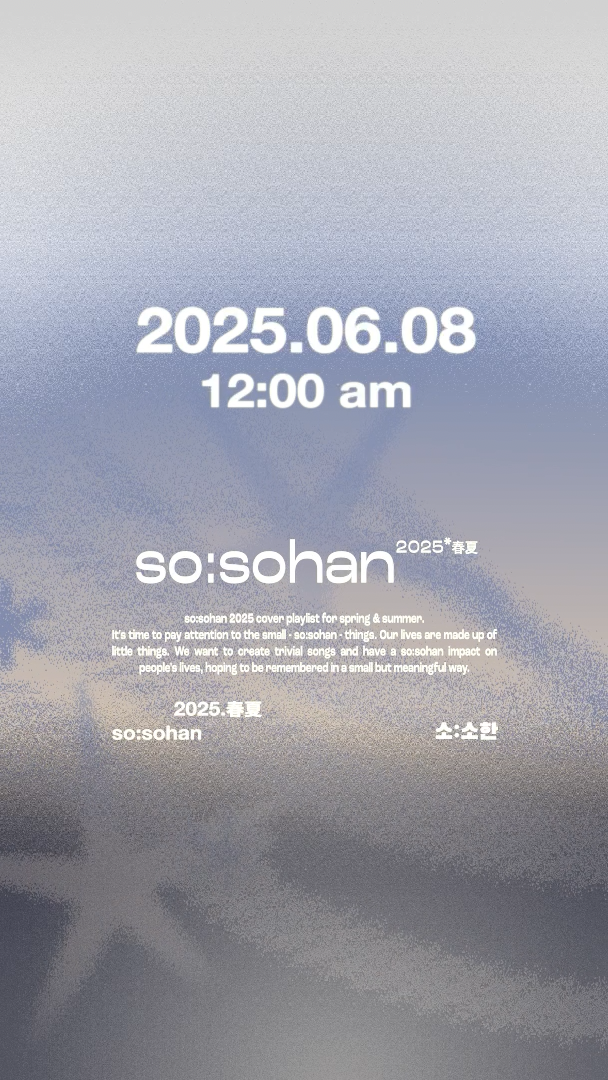 2025.06.08
12:00 am
so:sohan 2025*春夏
so:sohan 2025 cover playlist for spring & summer.
It's time to pay attention to the small - so:sohan - things. Our lives are made up of
little things. We want to create trivial songs and have a so:sohan impact on
people's lives, hoping to be remembered in a small but meaningful way.
2025.春夏
so:sohan 소:소한